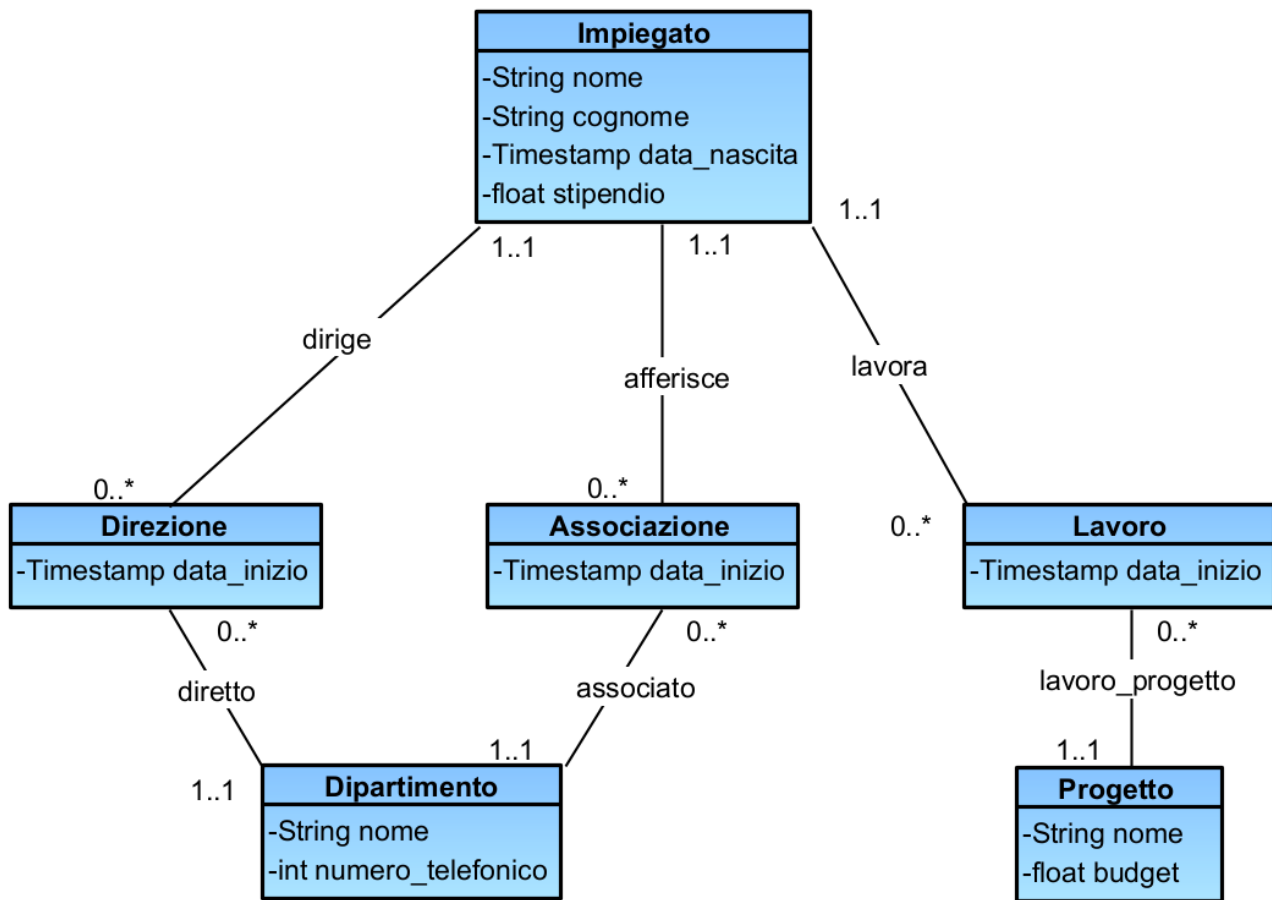 Impiegato
-String nome
-String cognome
-Timestamp data_nascita
-float stipendio
1..1
1..1
1..1
dirige
afferisce
lavora
0..*
0..*
0..*
Direzione
-Timestamp data_inizio
Associazione
-Timestamp data_inizio
Lavoro
-Timestamp data_inizio
0..*
0..*
0..*
diretto
associato
lavoro_progetto
1..1
1..1
1..1
Dipartimento
-String nome
-int numero_telefonico
Progetto
-String nome
-float budget